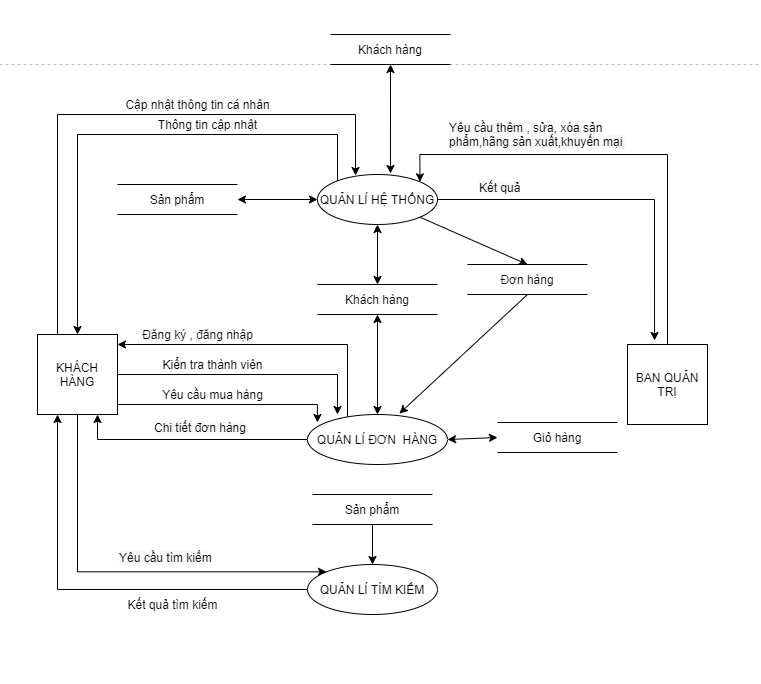 Khách hàng
Cập nhật thông tin cá nhân
Thông tin cập nhật
Yêu cầu thêm , sửa, xóa sản
phẩm,hãng sản xuất,khuyến mại
Sản phẩm
QUẢN LÍ HỆ THỐNG
Kết quả
Đơn hàng
Khách hàng
Đăng ký , đăng nhập
Kiển tra thành viên
KHÁCH
HÀNG
BAN QUẢN
TRỊ
Yêu cầu mua hàng
Chi tiết đơn hàng
QUẢN LÍ ĐƠN  HÀNG
Giỏ hàng
Sản phẩm
Yêu cầu tìm kiếm
QUẢN LÍ TÌM KIẾM
Kết quả tìm kiếm